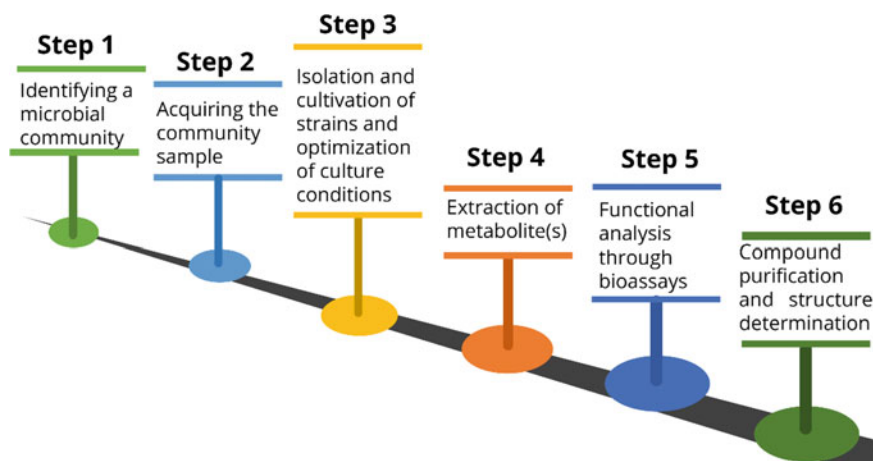 Step 1
Identifying a
microbial
community
Step 2
Acquiring the
community
sample
Step 3
Isolation and
cultivation of
strains and
optimization
of culture
conditions
Step 4
Extraction of
metabolite(s)
Step 5
Functional
analysis
through
bioassays
Step 6
Compound
purification
and structure
determination